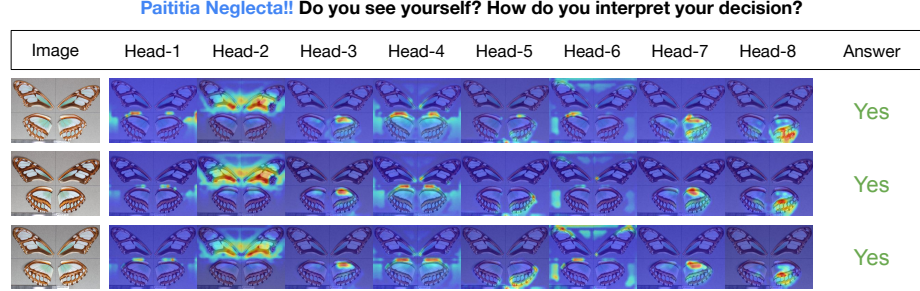 Paititia Neglecta!! Do you see yourself? How do you interpret your decision?
Image Head-1 Head-2 Head-3 Head-4 Head-5 Head-6 Head-7 Head-8 Answer
Yes
Yes
Yes